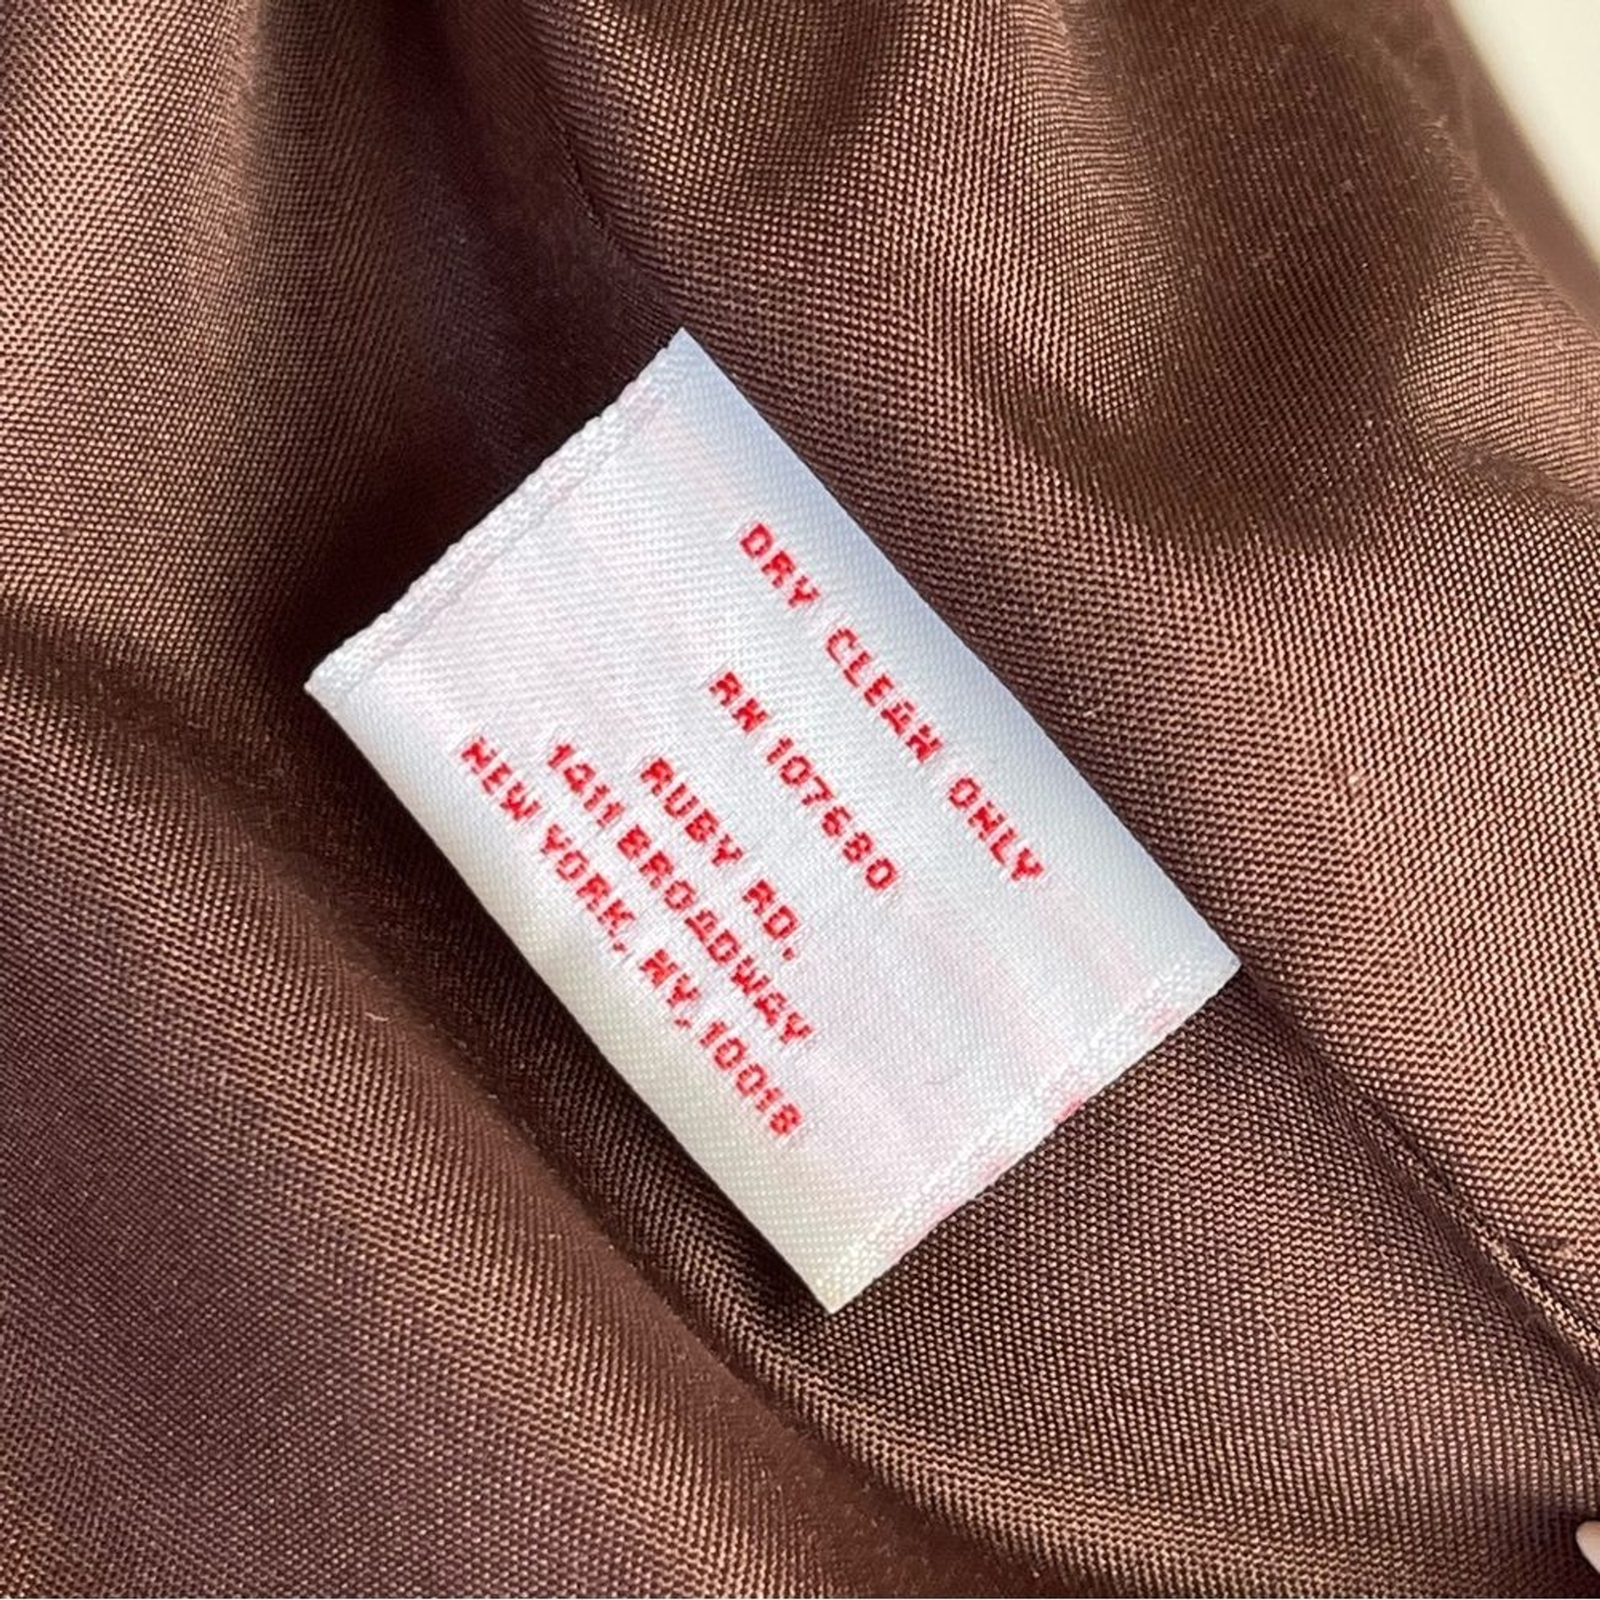 DRY CLEAN ONLY
RN 107680
RUBY RD.
1411 BROADWAY
NEW YORK, NY, 10018